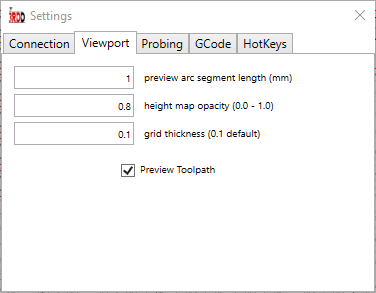 Settings
Connection Viewport Probing GCode HotKeys
1 preview arc segment length (mm)
0.8 height map opacity (0.0 - 1.0)
0.1 grid thickness (0.1 default)
Preview Toolpath